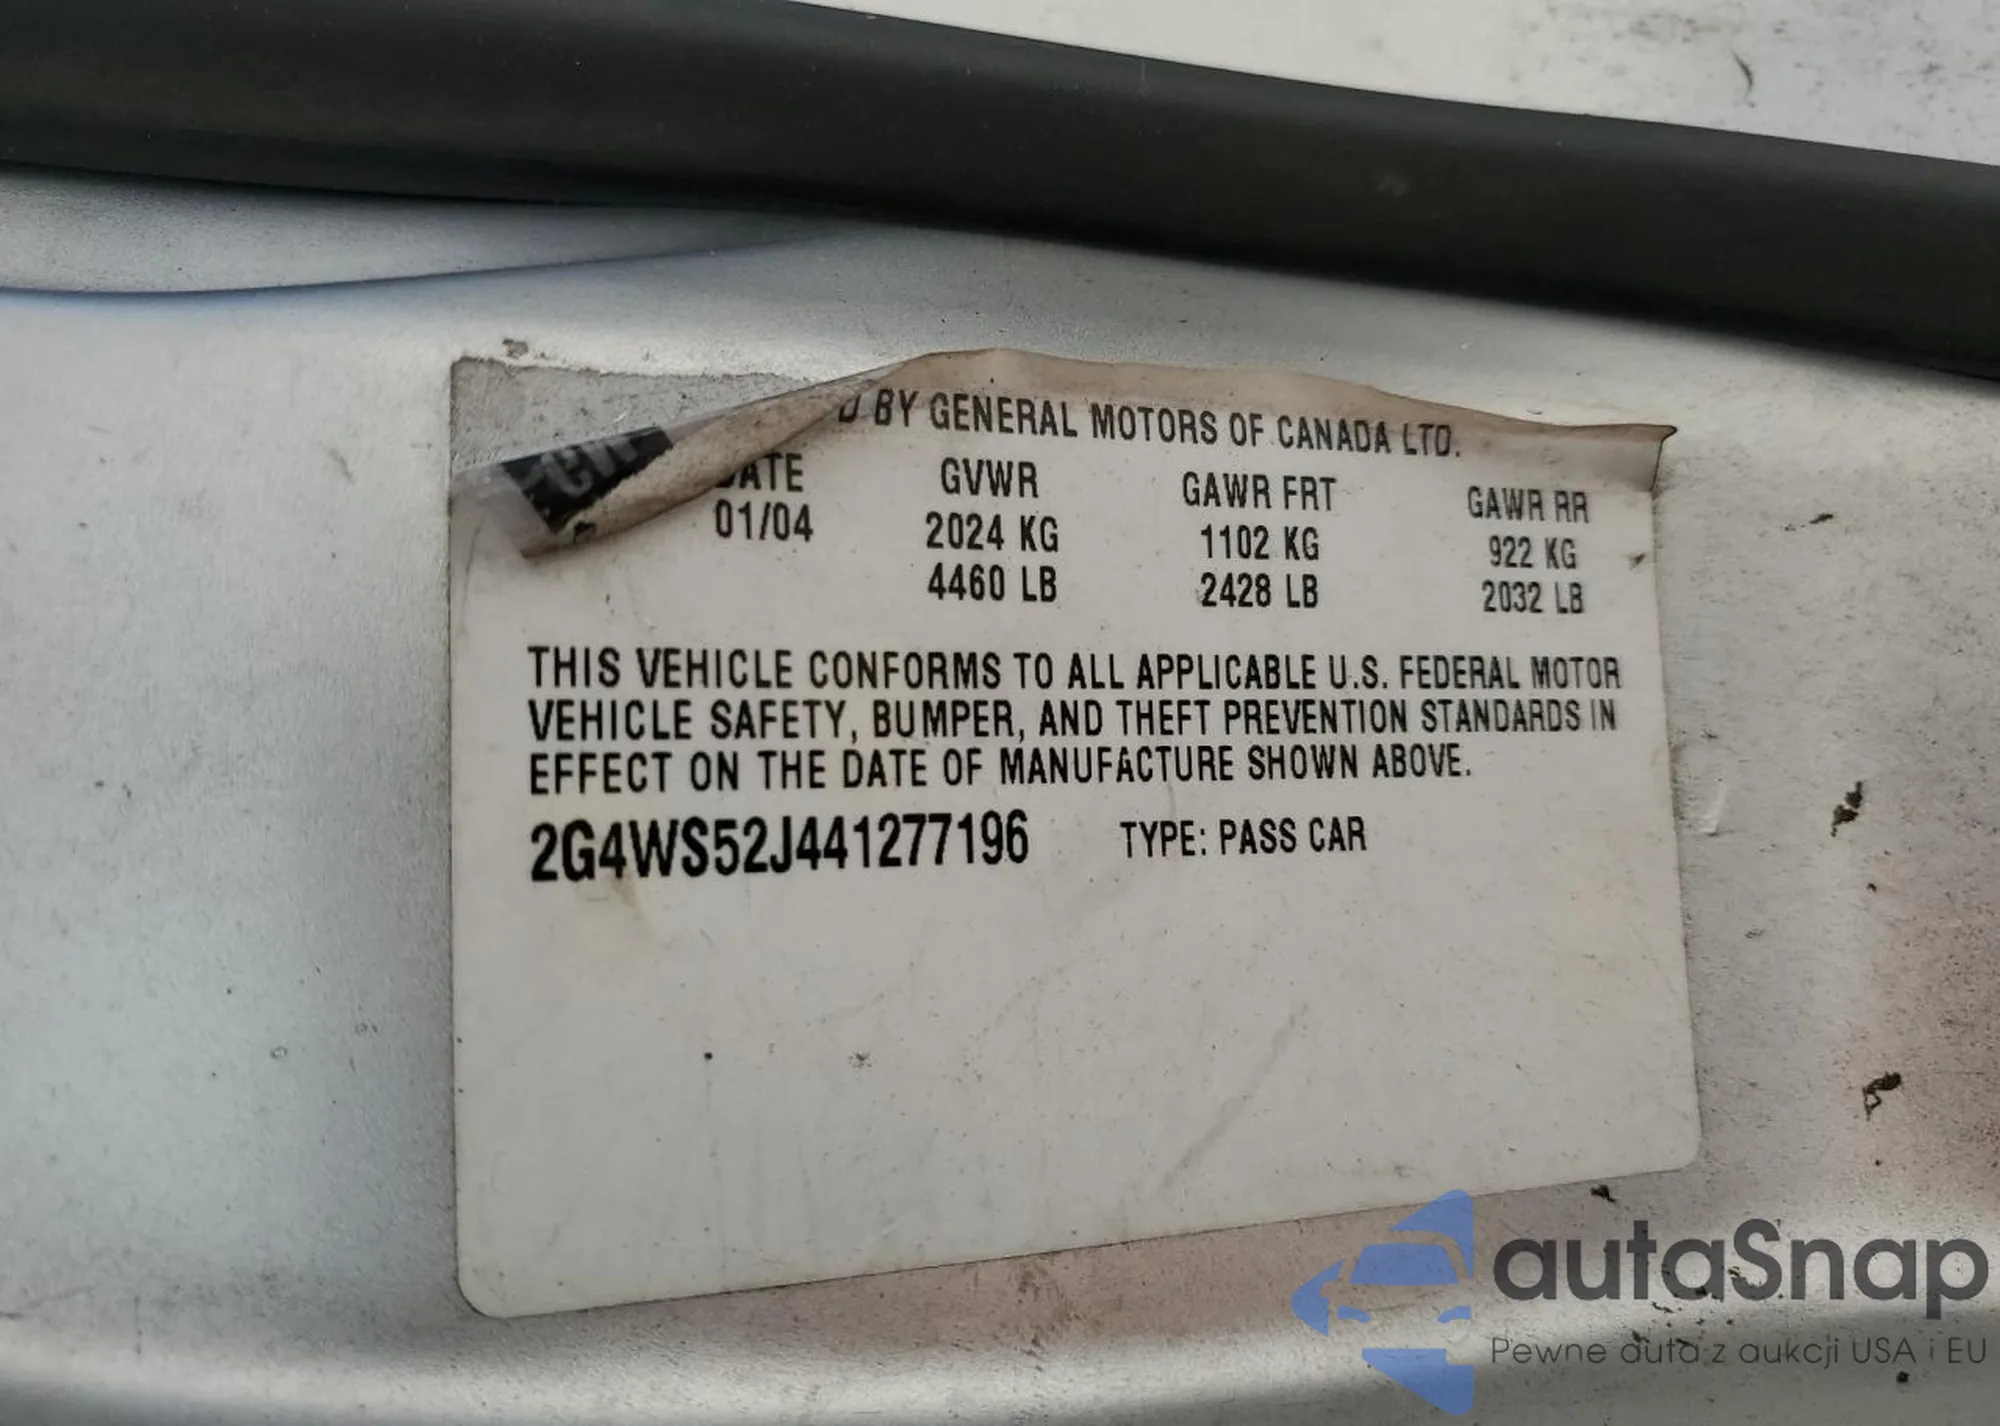 BY GENERAL MOTORS OF CANADA LTD.
DATE GVWR GAWR FRT GAWR RR
01/04 2024 KG 1102 KG 922 KG
4460 LB 2428 LB 2032 LB
THIS VEHICLE CONFORMS TO ALL APPLICABLE U.S. FEDERAL MOTOR
VEHICLE SAFETY, BUMPER, AND THEFT PREVENTION STANDARDS IN
EFFECT ON THE DATE OF MANUFACTURE SHOWN ABOVE.
2G4WS52J441277196 TYPE: PASS CAR
autaSnap
Pewne auta z aukcji USA i EU